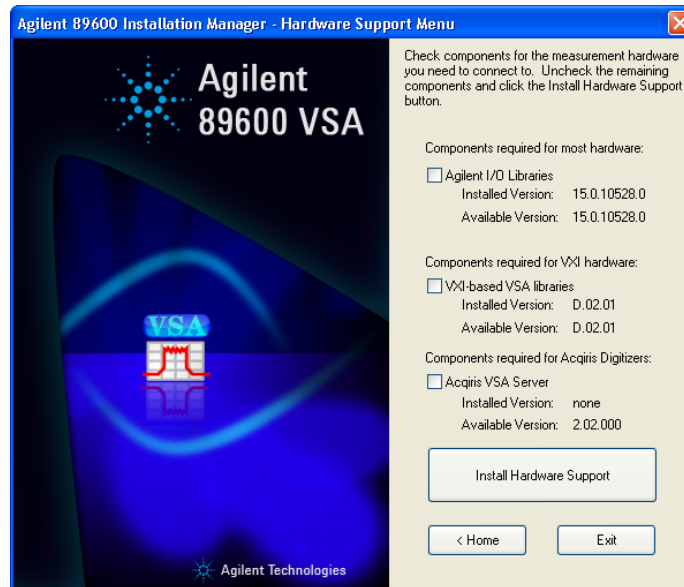 Agilent 89600 Installation Manager - Hardware Support Menu
Agilent
89600 VSA
VSA
Agilent Technologies
Check components for the measurement hardware
you need to connect to. Uncheck the remaining
components and click the Install Hardware Support
button.
Components required for most hardware:
Agilent I/O Libraries
Installed Version: 15.0.10528.0
Available Version: 15.0.10528.0
Components required for VXI hardware:
VXI-based VSA libraries
Installed Version: D.02.01
Available Version: D.02.01
Components required for Acqiris Digitizers:
Acqiris VSA Server
Installed Version: none
Available Version: 2.02.000
Install Hardware Support
< Home
Exit